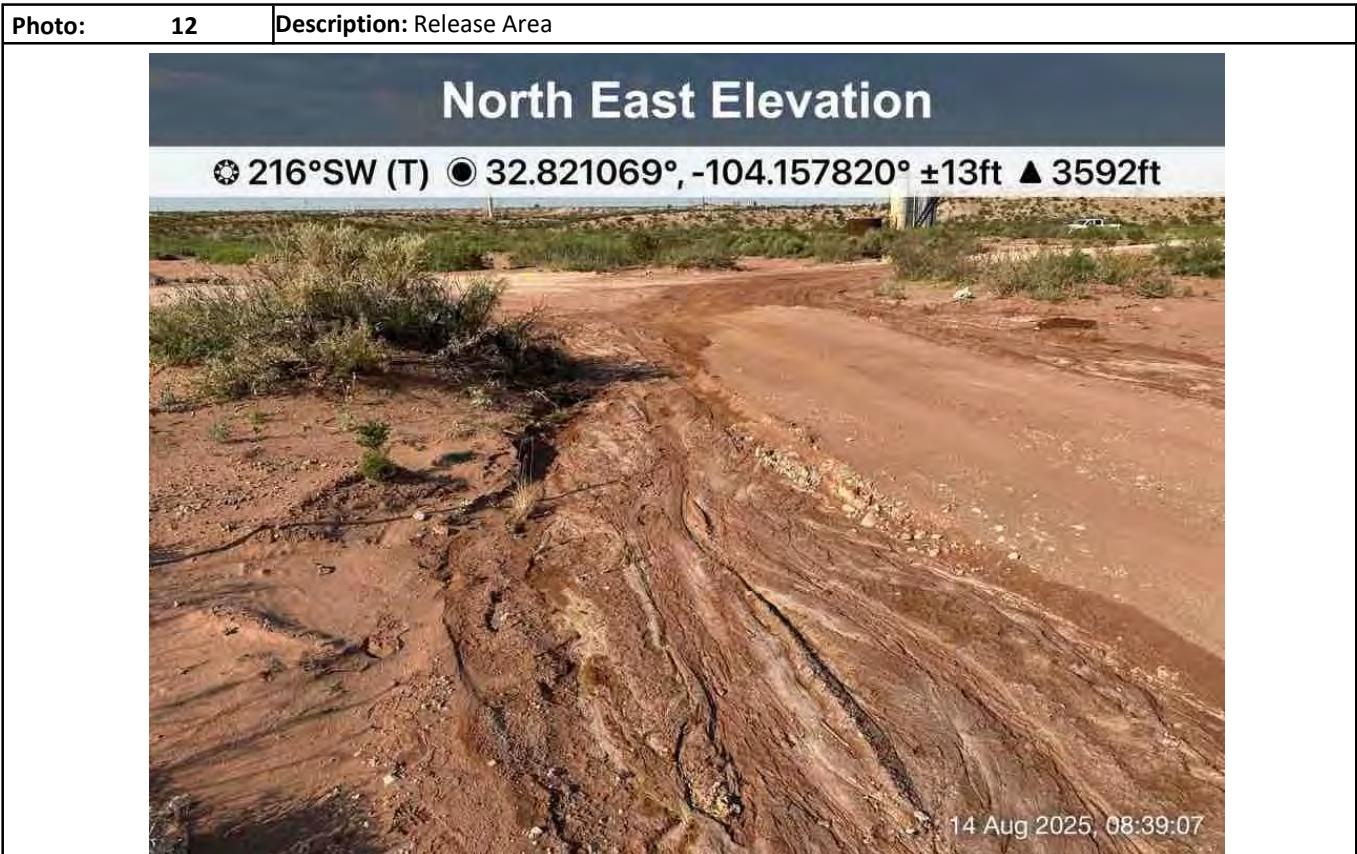 Photo: 12 Description: Release Area
North East Elevation
216°SW (T) 32.821069°, -104.157820° ±13ft ▲ 3592ft
14 Aug 2025, 08:39:07